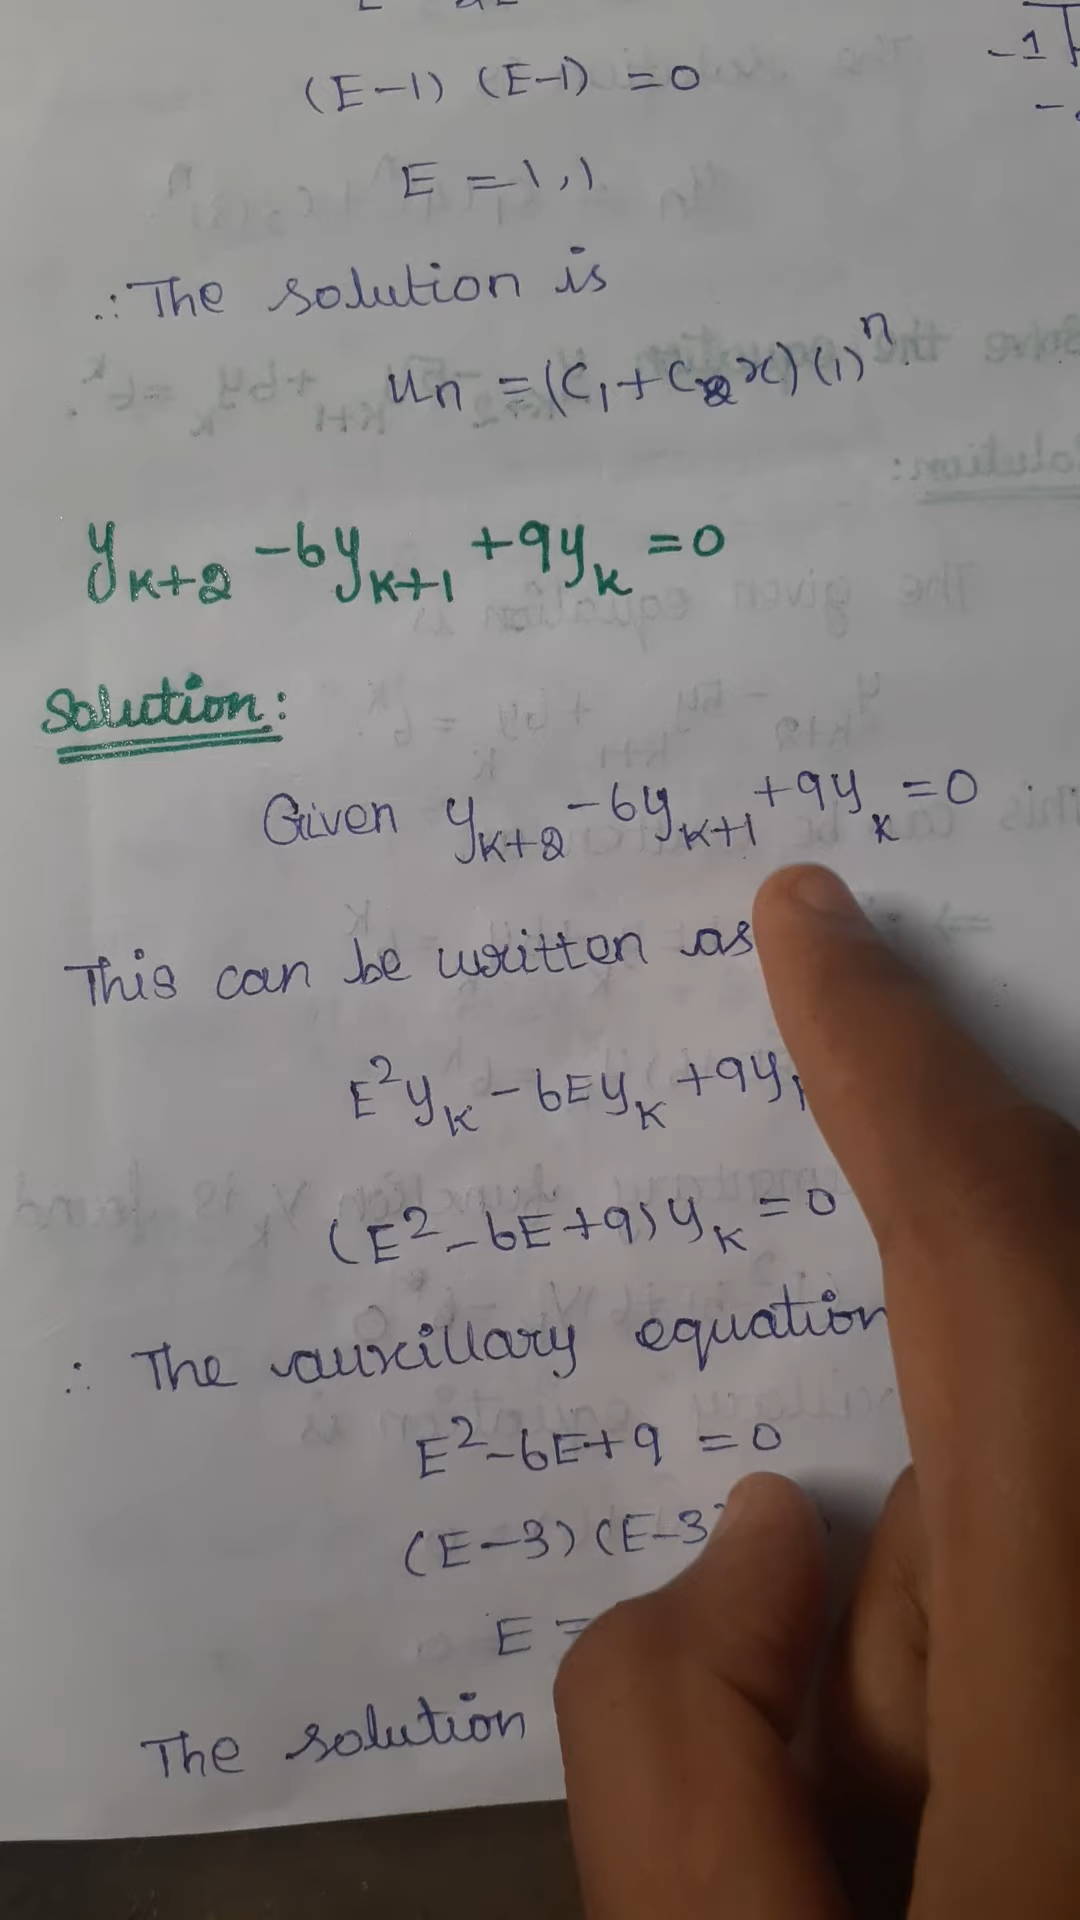 (E-1) (E-1) = 0
E = 1, 1
∴ The solution is
uₙ = (C₁ + C₂ x) (1)ⁿ.
yₖ₊₂ - 6yₖ₊₁ + 9yₖ = 0
Solution:
Given yₖ₊₂ - 6yₖ₊₁ + 9yₖ = 0
This can be written as
E²yₖ - 6Eyₖ + 9y
(E² - 6E + 9) yₖ = 0
∴ The auxillary equation
E² - 6E + 9 = 0
(E - 3) (E - 3
E =
The solution